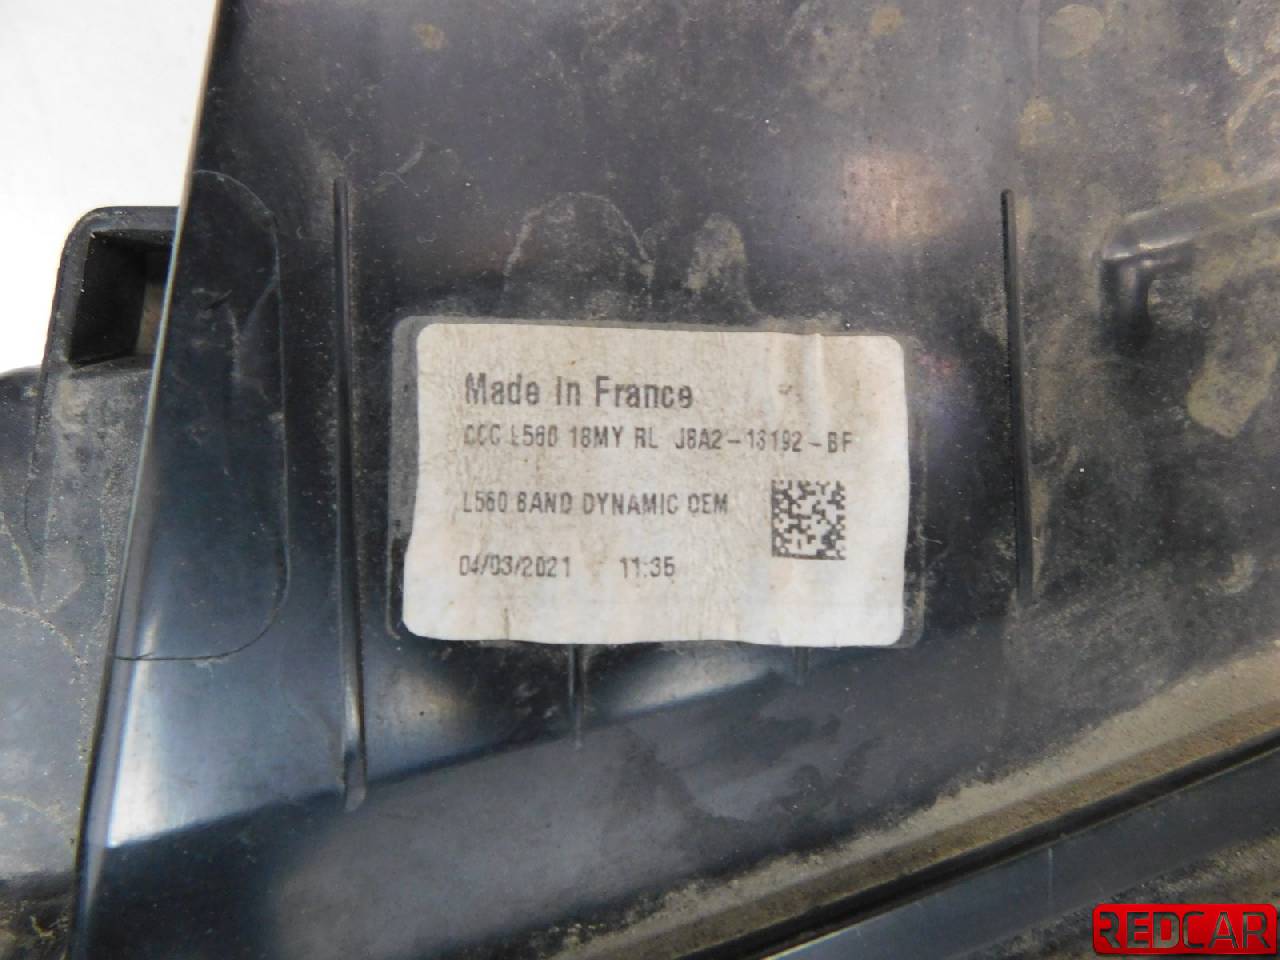 Made In France
CCC L560 18MY RL J8A2-13192-BF
L560 BAND DYNAMIC OEM
04/03/2021 11:35
REDCAR